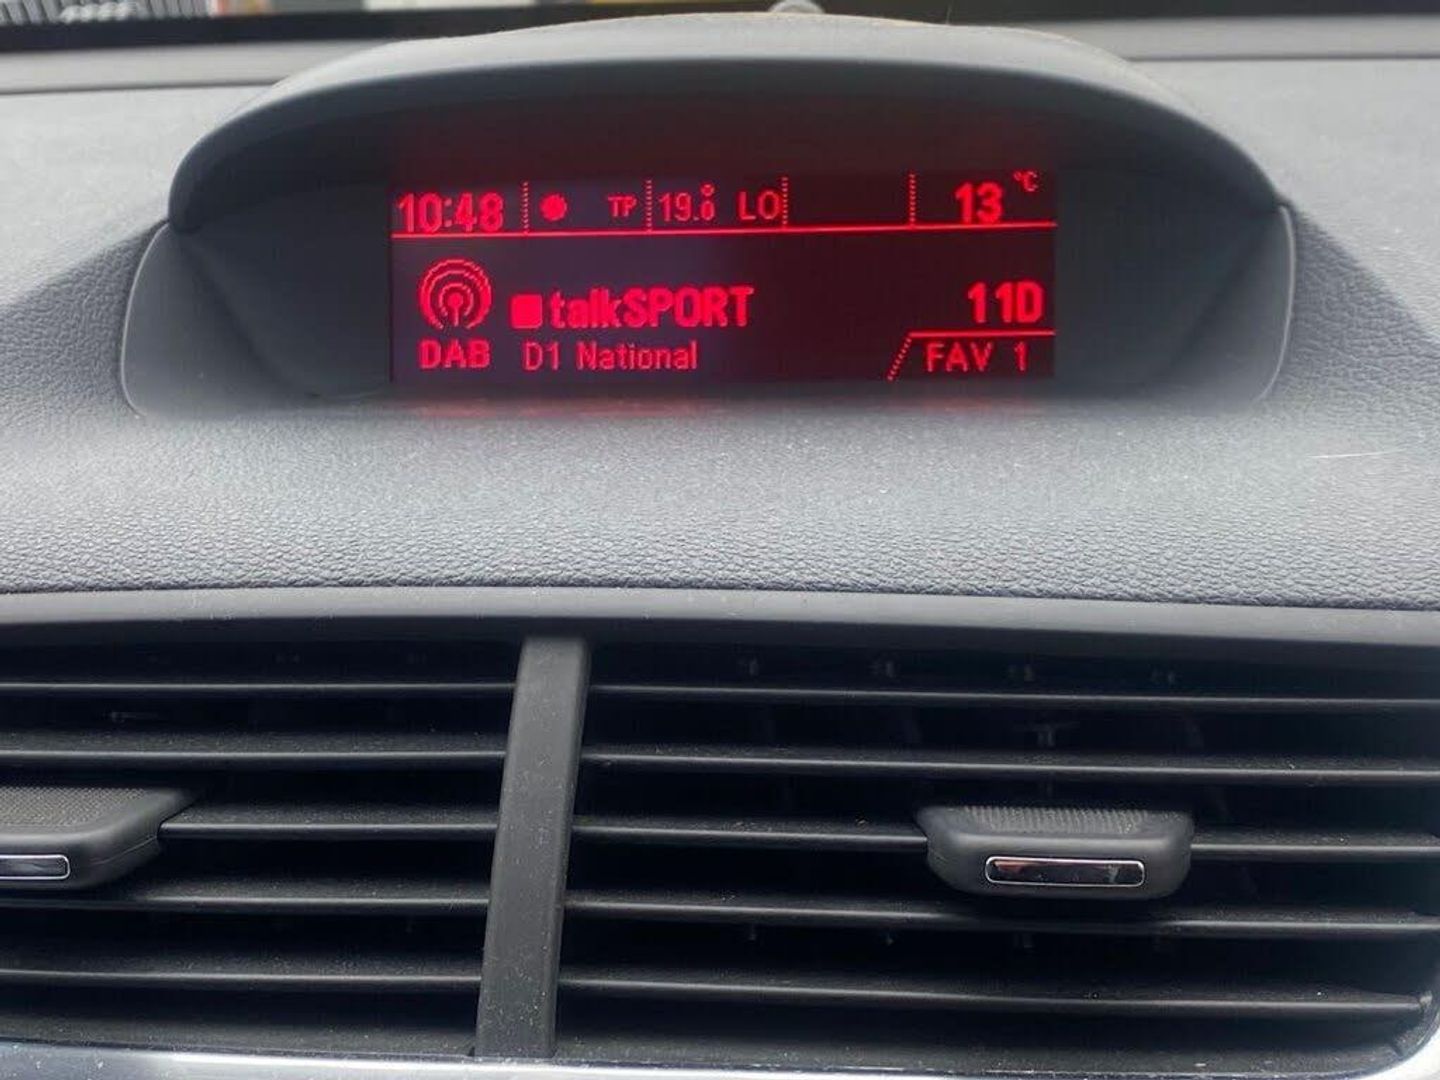 10:48 TP 19.0 LO 13 °C
talkSPORT 11D
DAB D1 National FAV 1